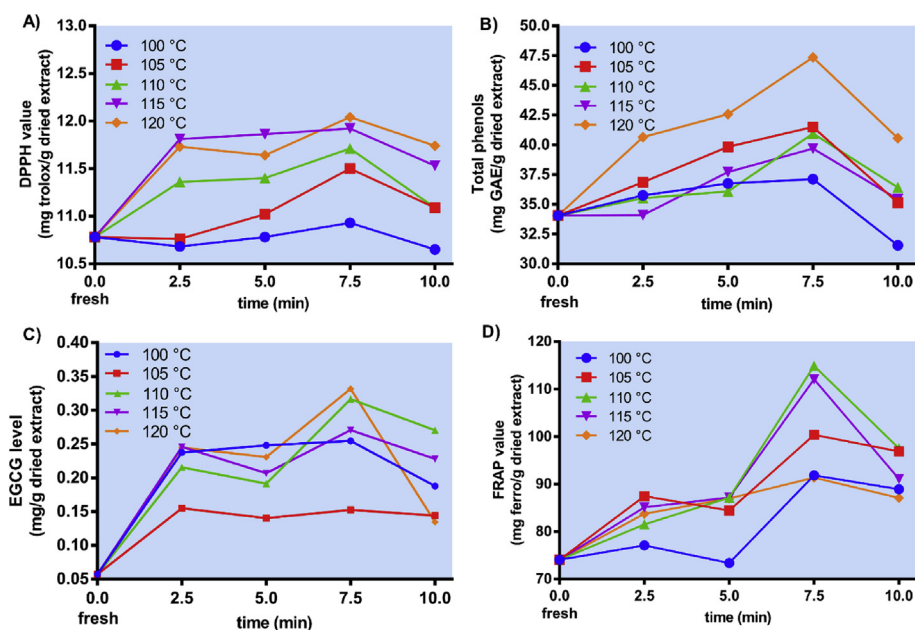 A)
DPPH value
(mg trolox/g dried extract)
13.0
12.5
12.0
11.5
11.0
10.5
100 °C
105 °C
110 °C
115 °C
120 °C
0.0 2.5 5.0 7.5 10.0
fresh
time (min)
B)
Total phenols
(mg GAE/g dried extract)
50.0
47.5
45.0
42.5
40.0
37.5
35.0
32.5
30.0
100 °C
105 °C
110 °C
115 °C
120 °C
0.0 2.5 5.0 7.5 10.0
fresh
time (min)
C)
EGCG level
(mg/g dried extract)
0.40
0.35
0.30
0.25
0.20
0.15
0.10
0.05
100 °C
105 °C
110 °C
115 °C
120 °C
0.0 2.5 5.0 7.5 10.0
fresh
time (min)
D)
FRAP value
(mg ferro/g dried extract)
120
110
100
90
80
70
100 °C
105 °C
110 °C
115 °C
120 °C
0.0 2.5 5.0 7.5 10.0
fresh
time (min)